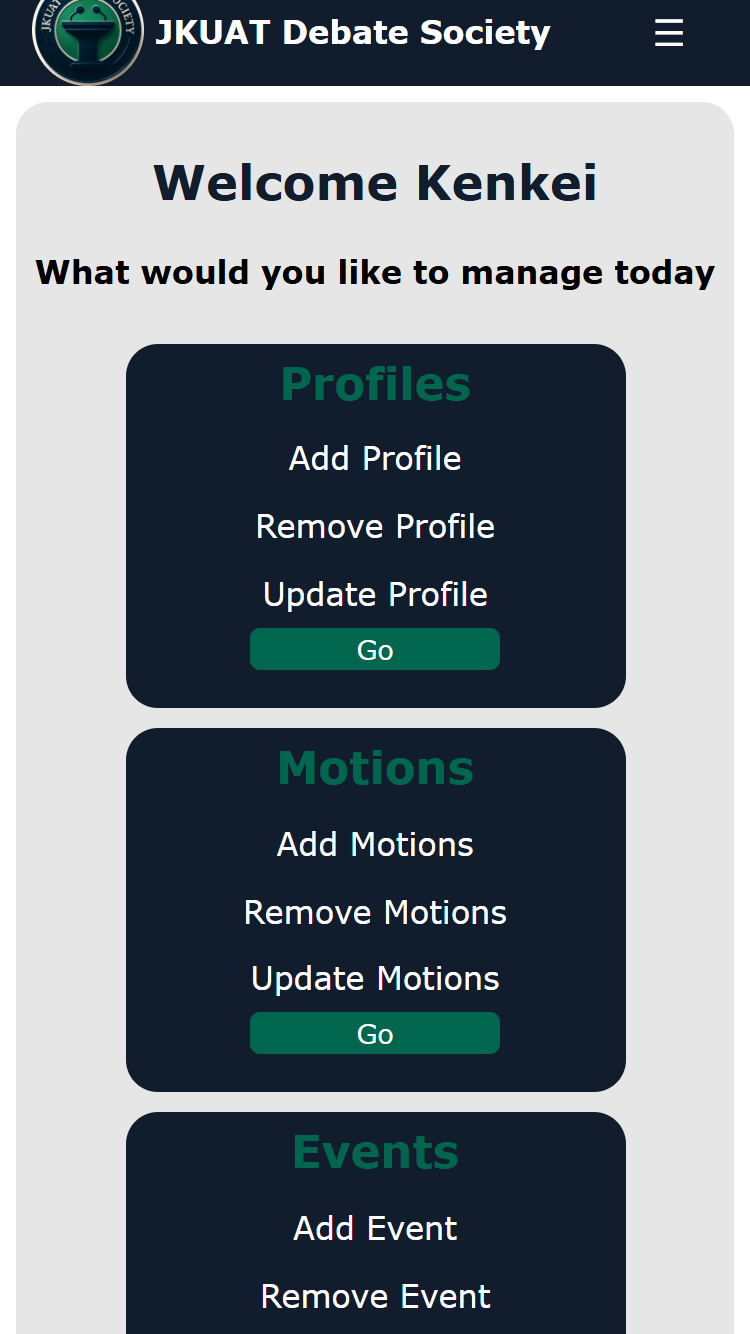 JKUAT SOCIETY
JKUAT Debate Society
☰
Welcome Kenkei
What would you like to manage today
Profiles
Add Profile
Remove Profile
Update Profile
Go
Motions
Add Motions
Remove Motions
Update Motions
Go
Events
Add Event
Remove Event